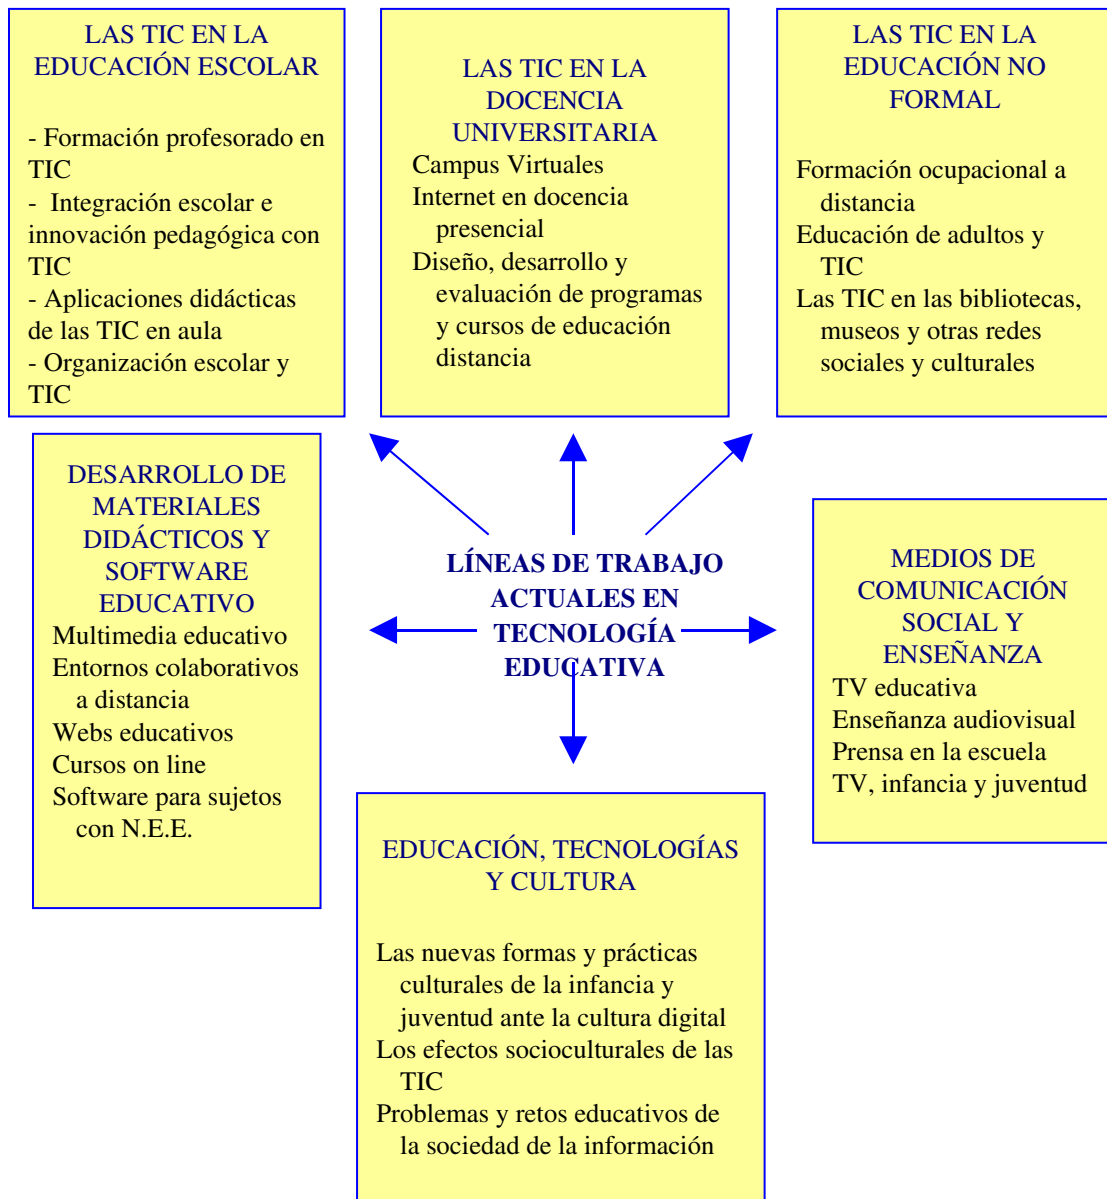 LAS TIC EN LA
EDUCACIÓN ESCOLAR
- Formación profesorado en
TIC
- Integración escolar e
innovación pedagógica con
TIC
- Aplicaciones didácticas
de las TIC en aula
- Organización escolar y
TIC
LAS TIC EN LA
DOCENCIA
UNIVERSITARIA
Campus Virtuales
Internet en docencia
presencial
Diseño, desarrollo y
evaluación de programas
y cursos de educación
distancia
LAS TIC EN LA
EDUCACIÓN NO
FORMAL
Formación ocupacional a
distancia
Educación de adultos y
TIC
Las TIC en las bibliotecas,
museos y otras redes
sociales y culturales
DESARROLLO DE
MATERIALES
DIDÁCTICOS Y
SOFTWARE
EDUCATIVO
Multimedia educativo
Entornos colaborativos
a distancia
Webs educativos
Cursos on line
Software para sujetos
con N.E.E.
LÍNEAS DE TRABAJO
ACTUALES EN
TECNOLOGÍA
EDUCATIVA
MEDIOS DE
COMUNICACIÓN
SOCIAL Y
ENSEÑANZA
TV educativa
Enseñanza audiovisual
Prensa en la escuela
TV, infancia y juventud
EDUCACIÓN, TECNOLOGÍAS
Y CULTURA
Las nuevas formas y prácticas
culturales de la infancia y
juventud ante la cultura digital
Los efectos socioculturales de las
TIC
Problemas y retos educativos de
la sociedad de la información